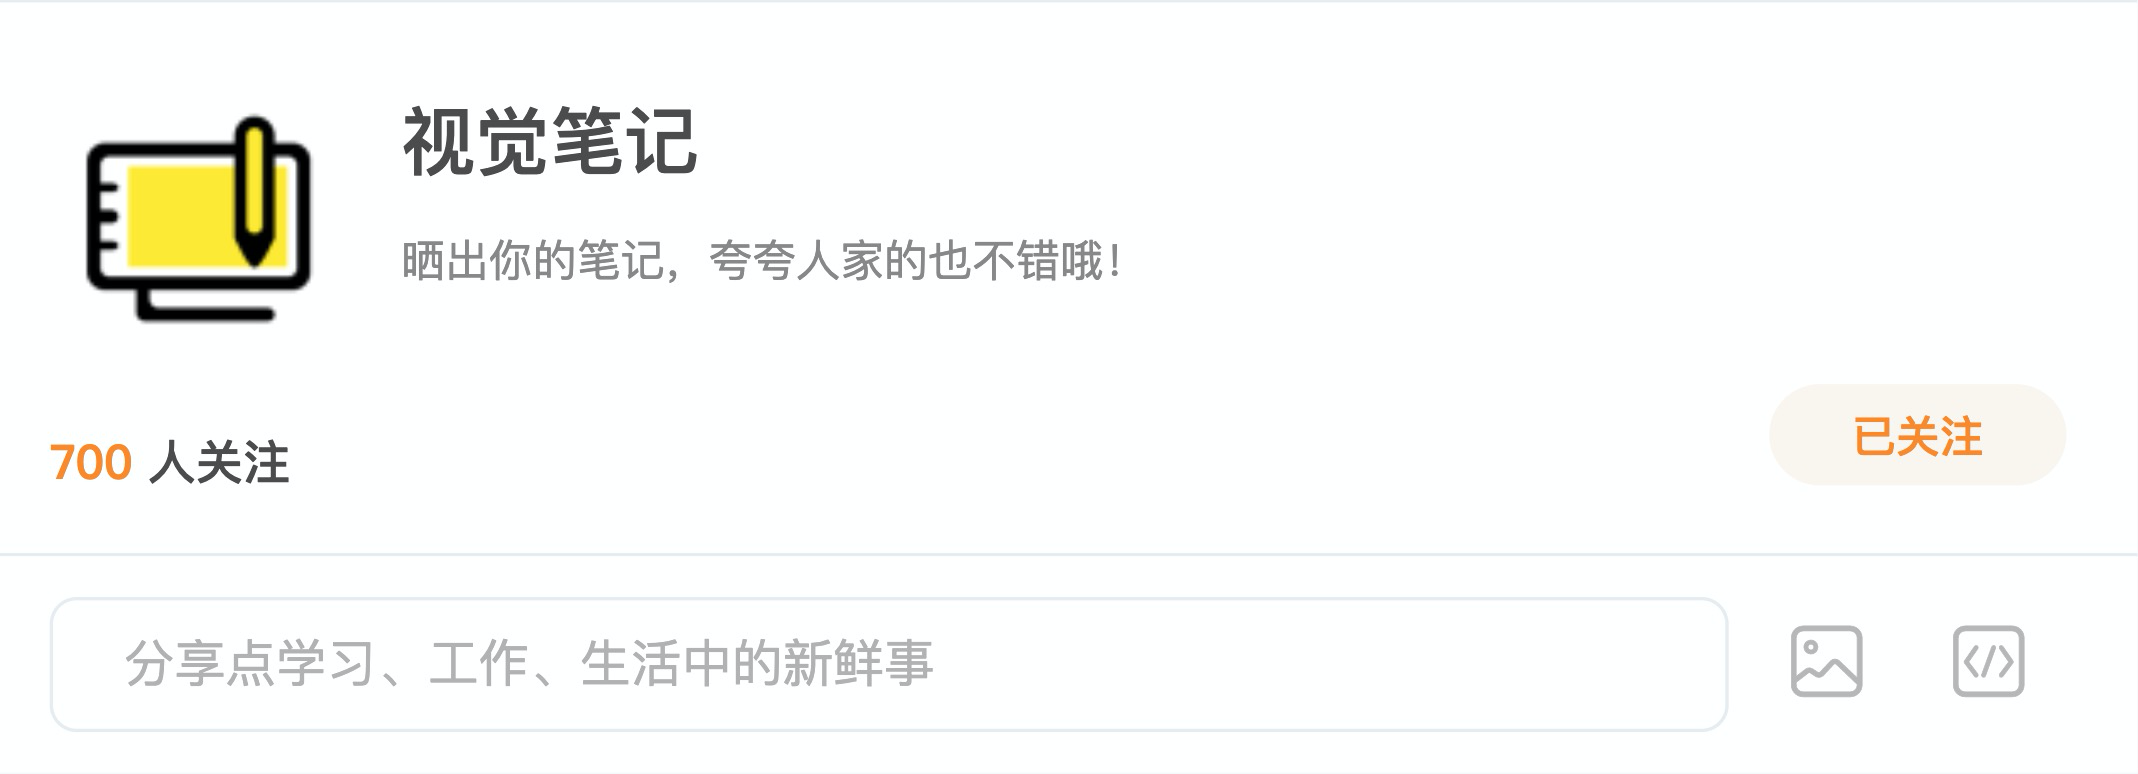 视觉笔记
晒出你的笔记，夸夸人家的也不错哦！
700 人关注
已关注
分享点学习、工作、生活中的新鲜事